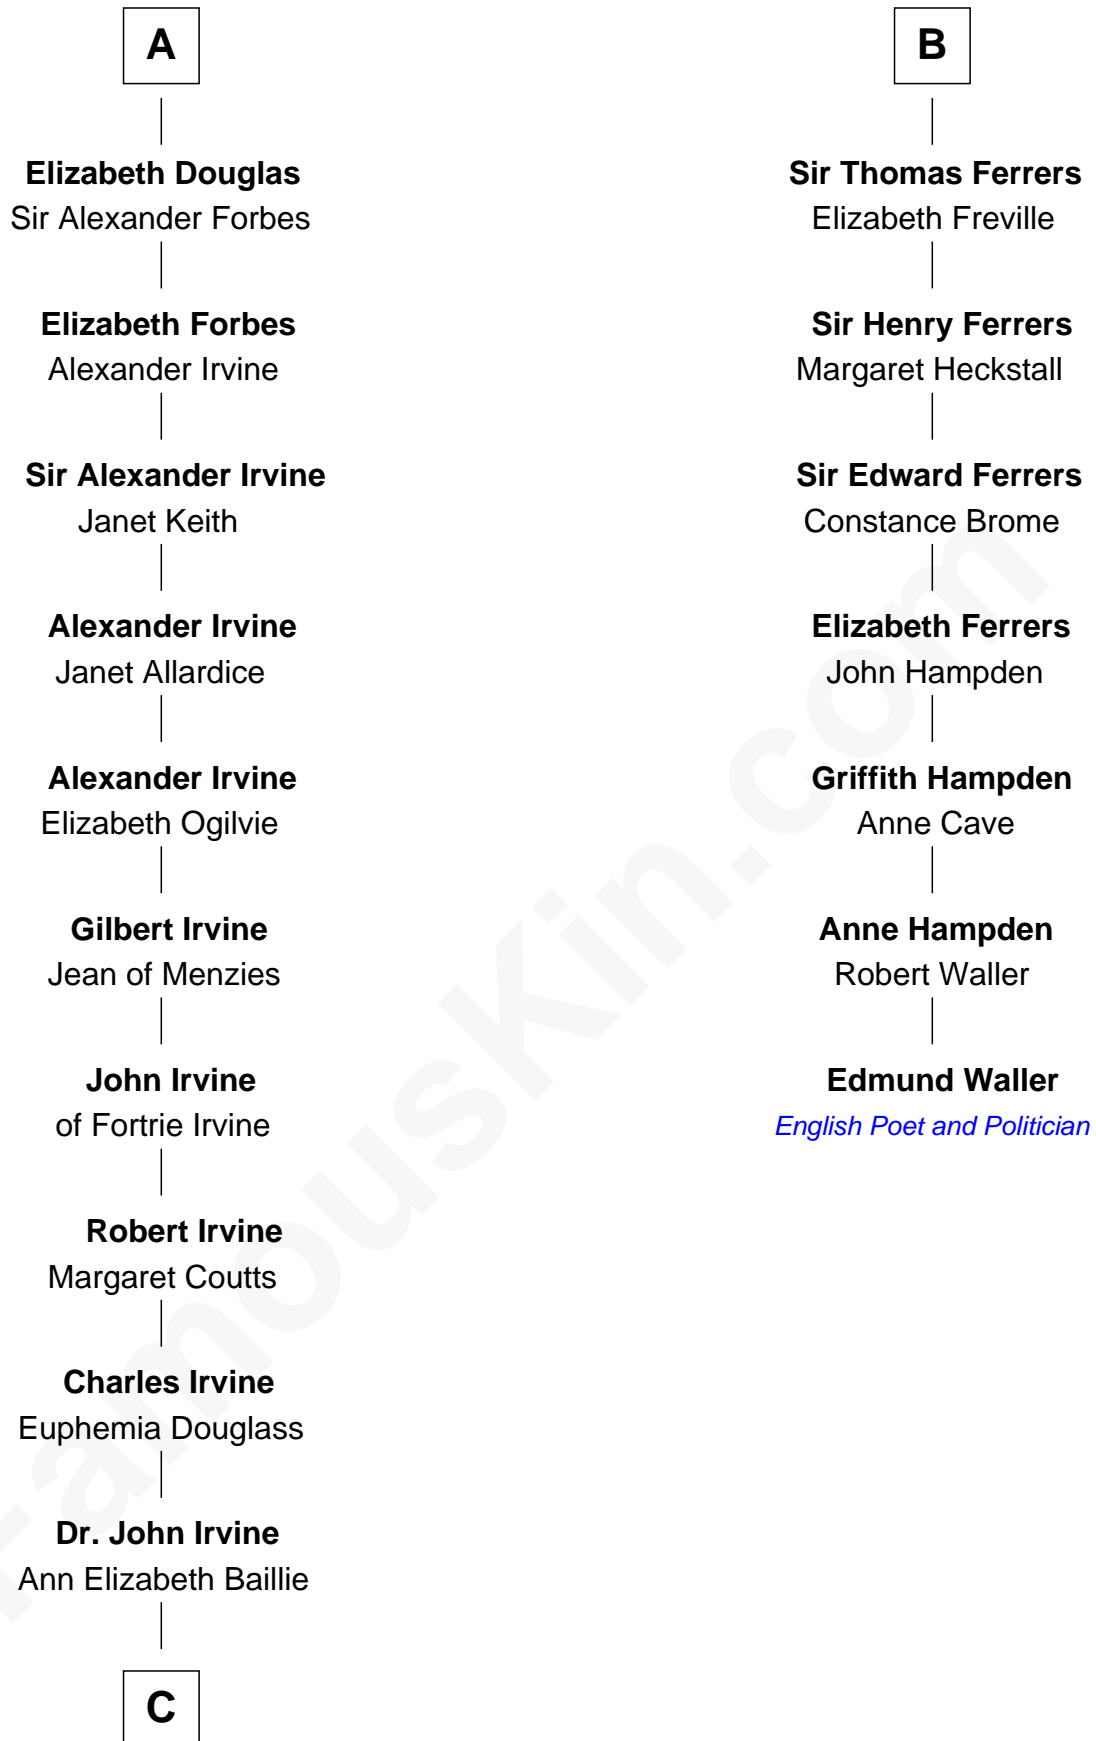 A
Elizabeth Douglas
Sir Alexander Forbes
Elizabeth Forbes
Alexander Irvine
Sir Alexander Irvine
Janet Keith
Alexander Irvine
Janet Allardice
Alexander Irvine
Elizabeth Ogilvie
Gilbert Irvine
Jean of Menzies
John Irvine
of Fortrie Irvine
Robert Irvine
Margaret Coutts
Charles Irvine
Euphemia Douglass
Dr. John Irvine
Ann Elizabeth Baillie
C
B
Sir Thomas Ferrers
Elizabeth Freville
Sir Henry Ferrers
Margaret Heckstall
Sir Edward Ferrers
Constance Brome
Elizabeth Ferrers
John Hampden
Griffith Hampden
Anne Cave
Anne Hampden
Robert Waller
Edmund Waller
English Poet and Politician
FamousKin.com